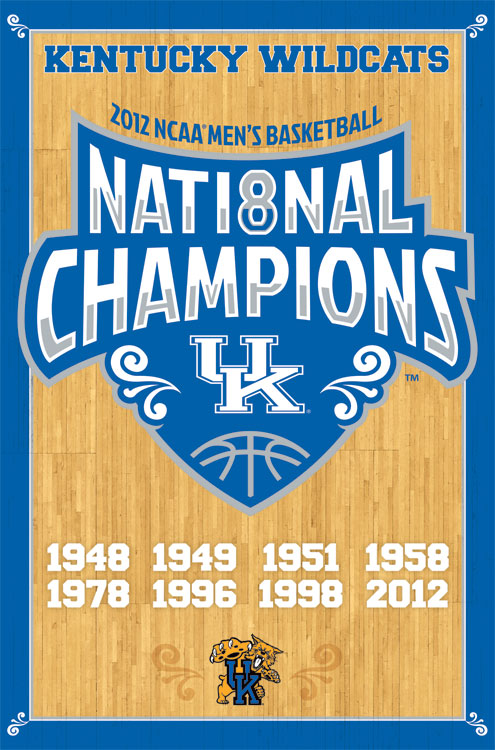 KENTUCKY WILDCATS
2012 NCAA® MEN'S BASKETBALL
NATI8NAL
CHAMPIONS
UK
™
1948 1949 1951 1958
1978 1996 1998 2012
UK